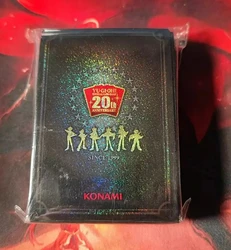 YU-GI-OH!
20th
ANNIVERSARY
SINCE 1999
KONAMI